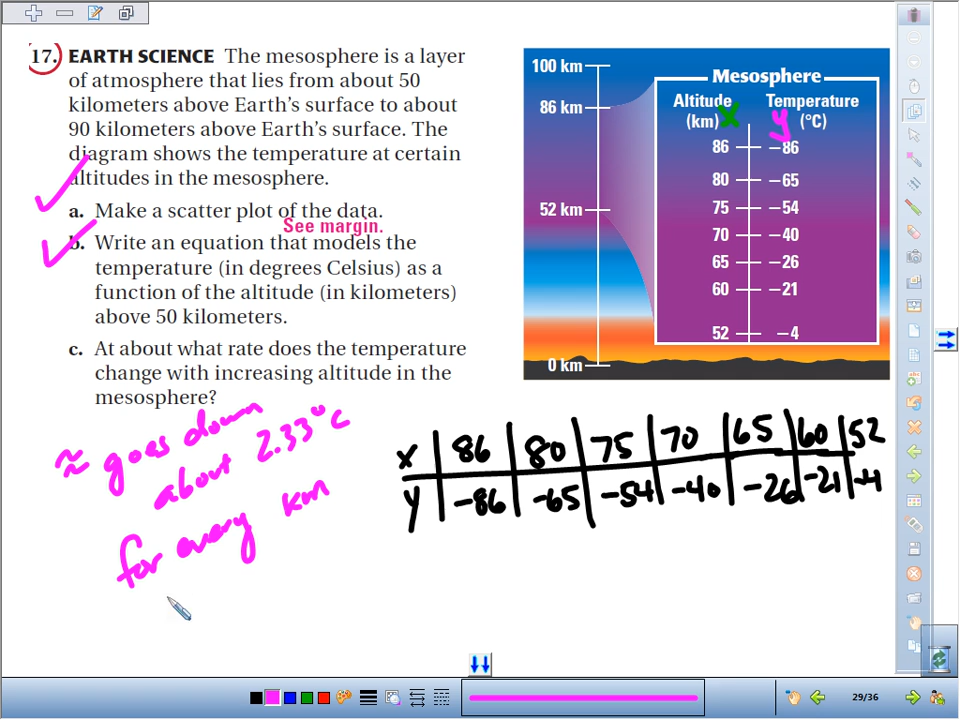 17. EARTH SCIENCE The mesosphere is a layer
of atmosphere that lies from about 50
kilometers above Earth's surface to about
90 kilometers above Earth's surface. The
diagram shows the temperature at certain
altitudes in the mesosphere.
a. Make a scatter plot of the data.
See margin.
b. Write an equation that models the
temperature (in degrees Celsius) as a
function of the altitude (in kilometers)
above 50 kilometers.
c. At about what rate does the temperature
change with increasing altitude in the
mesosphere?
≈ goes down
about 2.33°C
for every km
100 km
86 km
52 km
0 km
Mesosphere
Altitude Temperature
(km) x y (°C)
86 −86
80 −65
75 −54
70 −40
65 −26
60 −21
52 −4
x 86 80 75 70 65 60 52
y -86 -65 -54 -40 -26 -21 -4
29/36